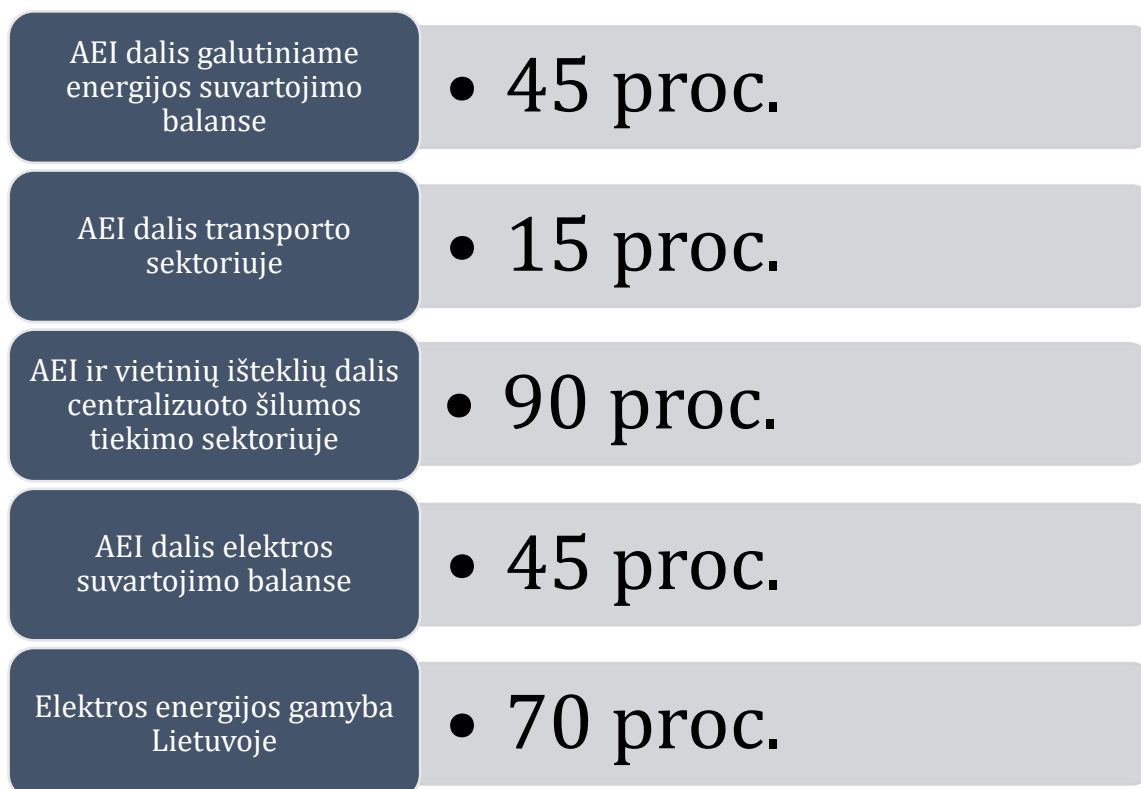 AEI dalis galutiniame
energijos suvartojimo
balanse
• 45 proc.
AEI dalis transporto
sektoriuje
• 15 proc.
AEI ir vietinių išteklių dalis
centralizuoto šilumos
tiekimo sektoriuje
• 90 proc.
AEI dalis elektros
suvartojimo balanse
• 45 proc.
Elektros energijos gamyba
Lietuvoje
• 70 proc.